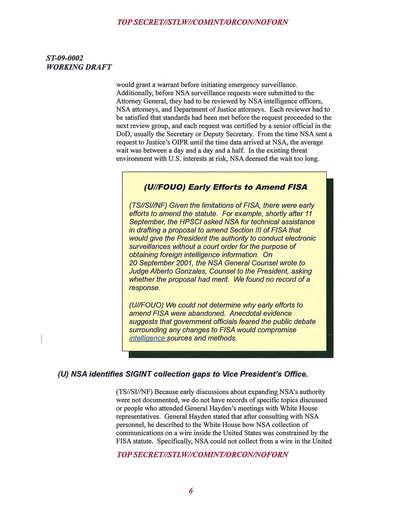 TOP SECRET//STLW//COMINT/ORCON/NOFORN
ST-09-0002
WORKING DRAFT
would grant a warrant before initiating emergency surveillance.
Additionally, before NSA surveillance requests were submitted to the
Attorney General, they had to be reviewed by NSA intelligence officers,
NSA attorneys, and Department of Justice attorneys. Each reviewer had to
be satisfied that standards had been met before the request proceeded to the
next review group, and each request was certified by a senior official in the
DoD, usually the Secretary or Deputy Secretary. From the time NSA sent a
request to Justice's OIPR until the time data arrived at NSA, the average
wait was between a day and a day and a half. In the existing threat
environment with U.S. interests at risk, NSA deemed the wait too long.
(U//FOUO) Early Efforts to Amend FISA
(TS//SI//NF) Given the limitations of FISA, there were early
efforts to amend the statute. For example, shortly after 11
September, the HPSCI asked NSA for technical assistance
in drafting a proposal to amend Section III of FISA that
would give the President the authority to conduct electronic
surveillances without a court order for the purpose of
obtaining foreign intelligence information. On
20 September 2001, the NSA General Counsel wrote to
Judge Alberto Gonzales, Counsel to the President, asking
whether the proposal had merit. We found no record of a
response.
(U//FOUO) We could not determine why early efforts to
amend FISA were abandoned. Anecdotal evidence
suggests that government officials feared the public debate
surrounding any changes to FISA would compromise
intelligence sources and methods.
(U) NSA identifies SIGINT collection gaps to Vice President's Office.
(TS//SI//NF) Because early discussions about expanding NSA's authority
were not documented, we do not have records of specific topics discussed
or people who attended General Hayden's meetings with White House
representatives. General Hayden stated that after consulting with NSA
personnel, he described to the White House how NSA collection of
communications on a wire inside the United States was constrained by the
FISA statute. Specifically, NSA could not collect from a wire in the United
TOP SECRET//STLW//COMINT/ORCON/NOFORN
6